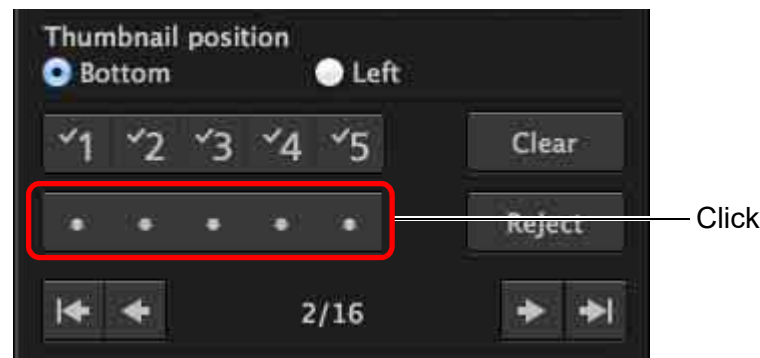 Thumbnail position
Bottom Left
✓1 ✓2 ✓3 ✓4 ✓5 Clear
Reject Click
2/16